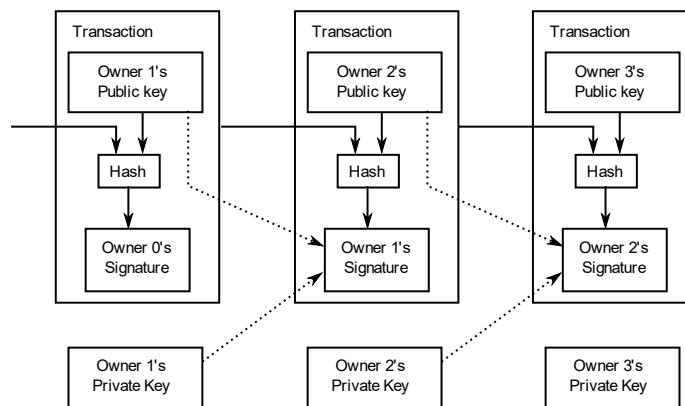 Transaction
Owner 1's
Public key
Hash
Owner 0's
Signature
Transaction
Owner 2's
Public key
Hash
Owner 1's
Signature
Transaction
Owner 3's
Public key
Hash
Owner 2's
Signature
Owner 1's
Private Key
Owner 2's
Private Key
Owner 3's
Private Key